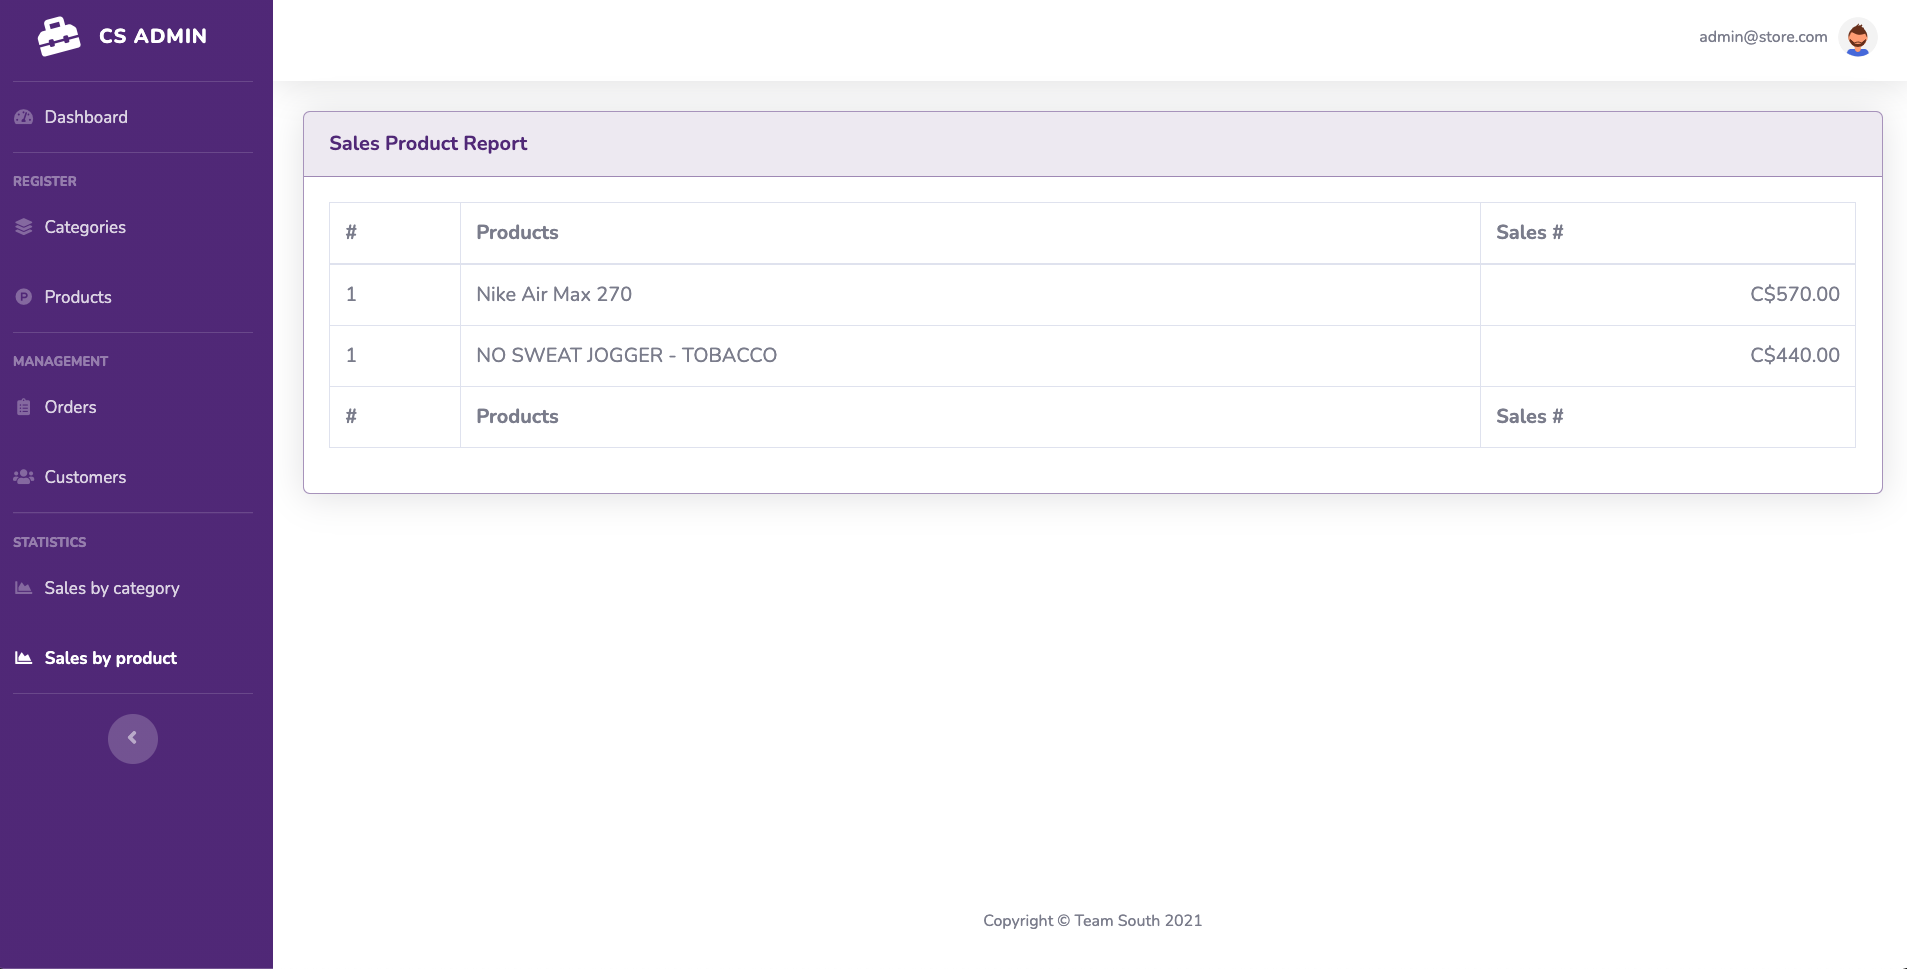 CS ADMIN
admin@store.com
Dashboard
REGISTER
Categories
Products
MANAGEMENT
Orders
Customers
STATISTICS
Sales by category
Sales by product
Sales Product Report
# Products Sales #
1 Nike Air Max 270 C$570.00
1 NO SWEAT JOGGER - TOBACCO C$440.00
# Products Sales #
Copyright © Team South 2021